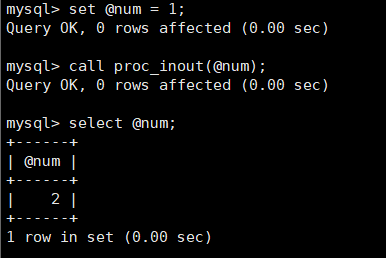 mysql> set @num = 1;
Query OK, 0 rows affected (0.00 sec)
mysql> call proc_inout(@num);
Query OK, 0 rows affected (0.00 sec)
mysql> select @num;
+------+
| @num |
+------+
|    2 |
+------+
1 row in set (0.00 sec)